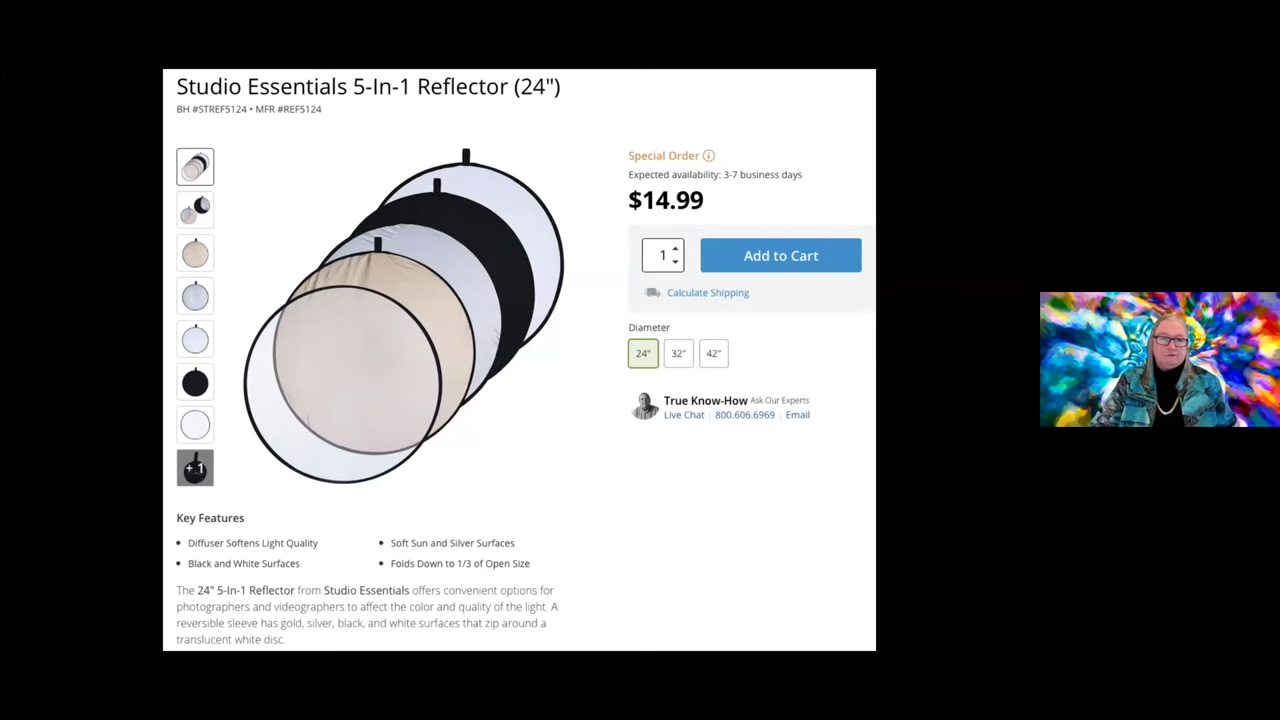 Studio Essentials 5-In-1 Reflector (24")
BH #STREF5124 • MFR #REF5124
Special Order
Expected availability: 3-7 business days
$14.99
1
Add to Cart
Calculate Shipping
Diameter
24"
32"
42"
True Know-How Ask Our Experts
Live Chat | 800.606.6969 | Email
+ 1
Key Features
• Diffuser Softens Light Quality
• Black and White Surfaces
• Soft Sun and Silver Surfaces
• Folds Down to 1/3 of Open Size
The 24" 5-In-1 Reflector from Studio Essentials offers convenient options for
photographers and videographers to affect the color and quality of the light. A
reversible sleeve has gold, silver, black, and white surfaces that zip around a
translucent white disc.